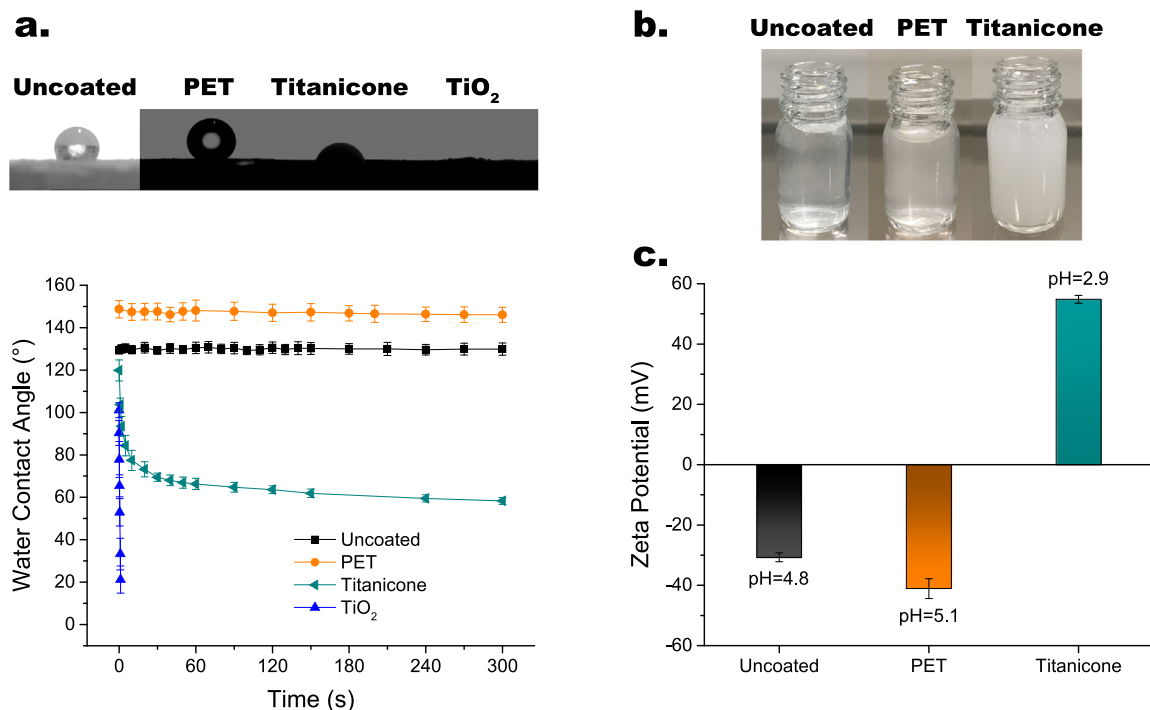 a.
Uncoated PET Titanicone TiO₂
Water Contact Angle (°)
160
140
120
100
80
60
40
20
0
Uncoated
PET
Titanicone
TiO₂
0 60 120 180 240 300
Time (s)
b.
Uncoated PET Titanicone
c.
Zeta Potential (mV)
60
40
20
0
-20
-40
-60
pH=2.9
pH=4.8
pH=5.1
Uncoated PET Titanicone